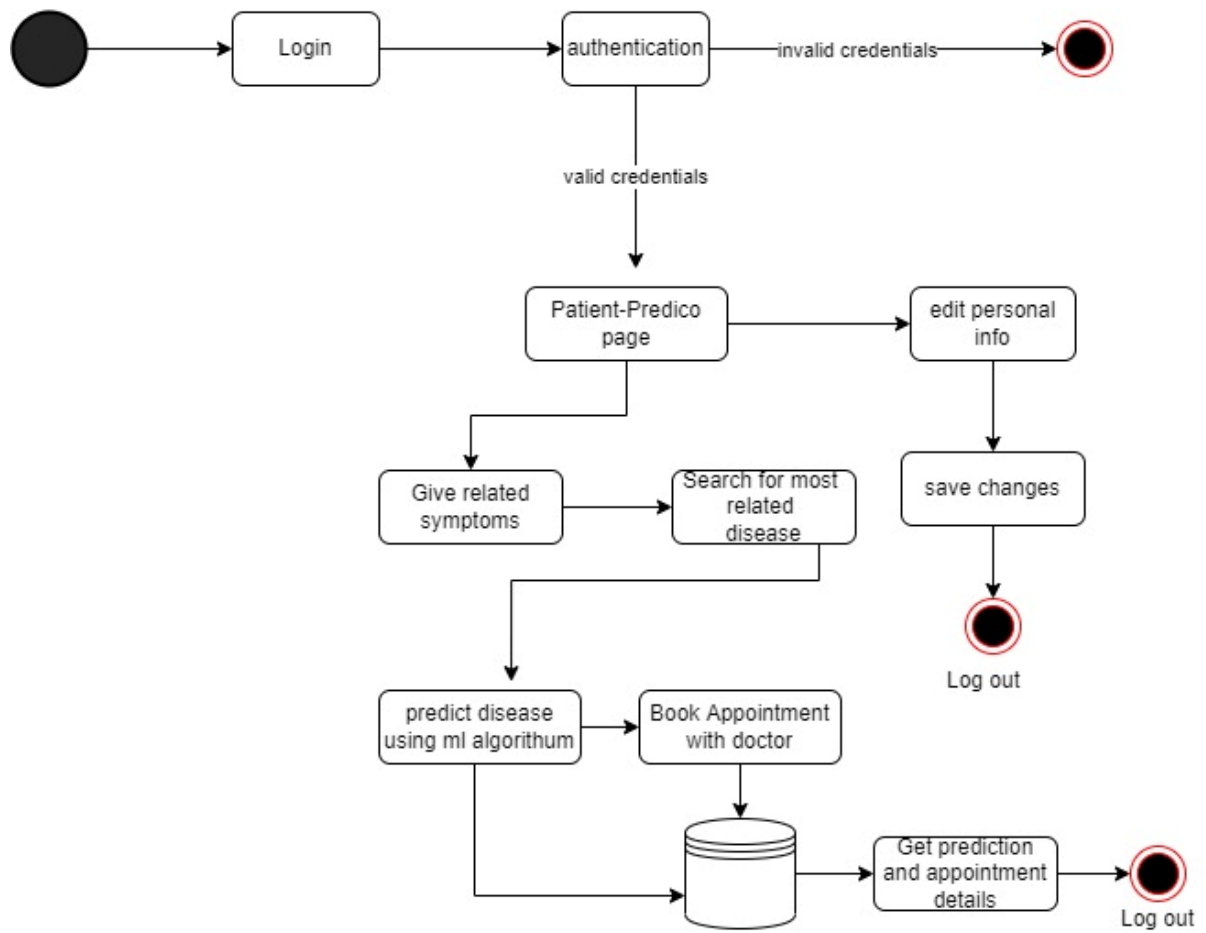 Login
authentication
invalid credentials
valid credentials
Patient-Predico
page
edit personal
info
Give related
symptoms
Search for most
related
disease
save changes
Log out
predict disease
using ml algorithum
Book Appointment
with doctor
Get prediction
and appointment
details
Log out